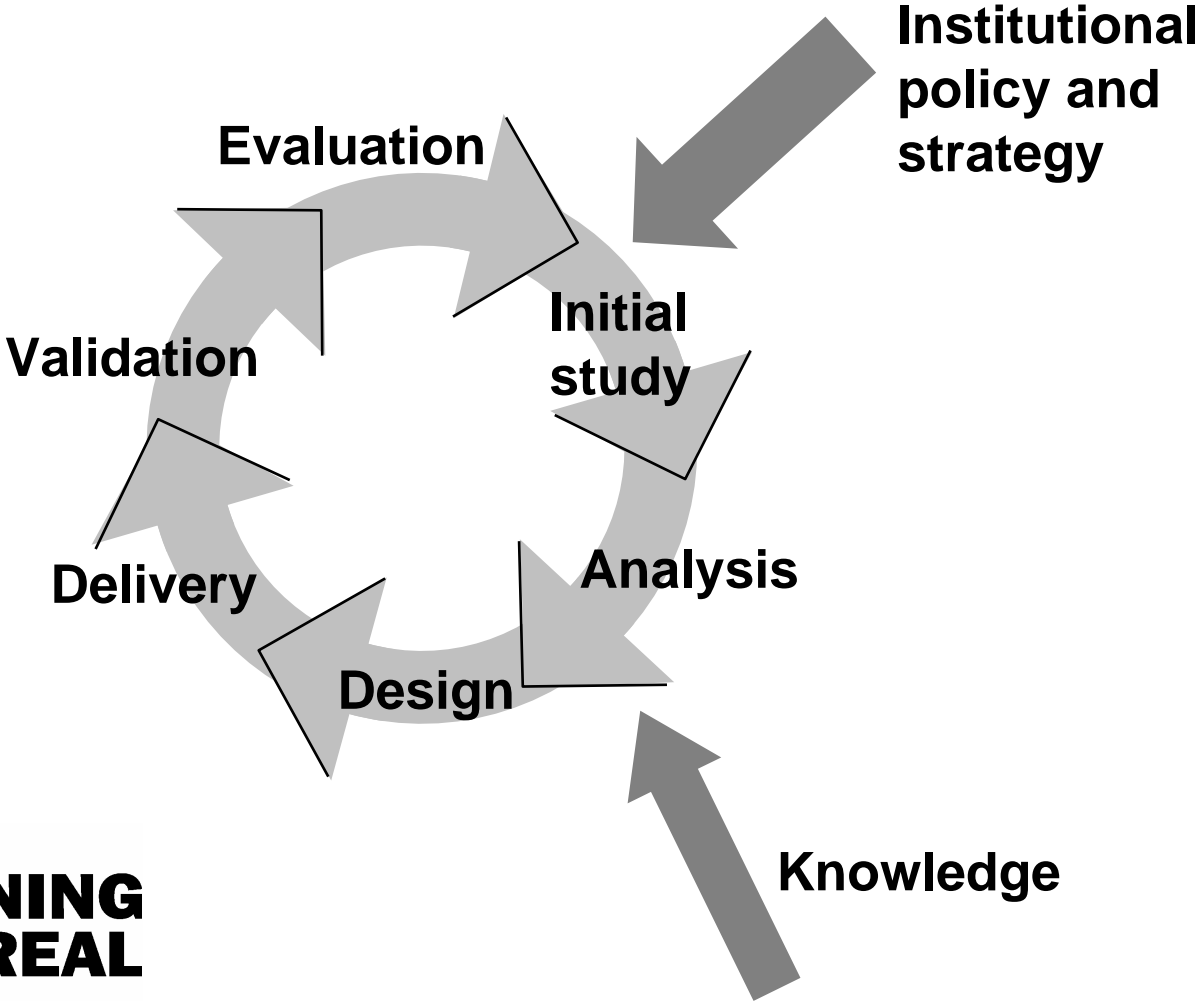 Institutional
policy and
strategy
Evaluation
Initial
study
Validation
Analysis
Delivery
Design
Knowledge
NING
REAL